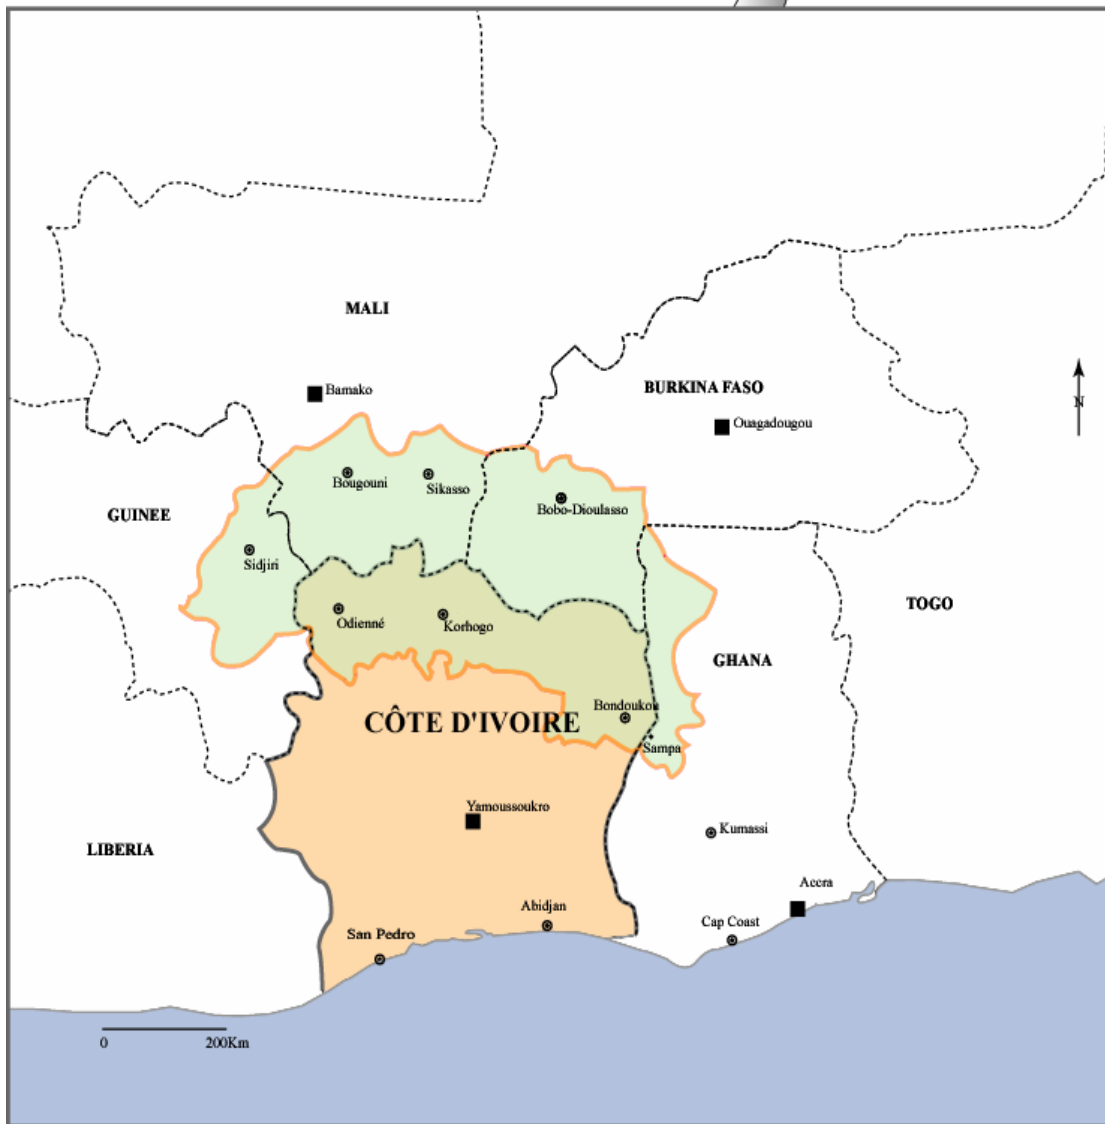 MALI
Bamako
BURKINA FASO
N
Ouagadougou
Bougouni
Sikasso
Bobo-Dioulasso
GUINEE
Sidjiri
Odienné
Korhogo
TOGO
GHANA
Bondoukou
CÔTE D'IVOIRE
Sampa
Yamoussoukro
Kumassi
LIBERIA
Accra
Abidjan
Cap Coast
San Pedro
0 200Km